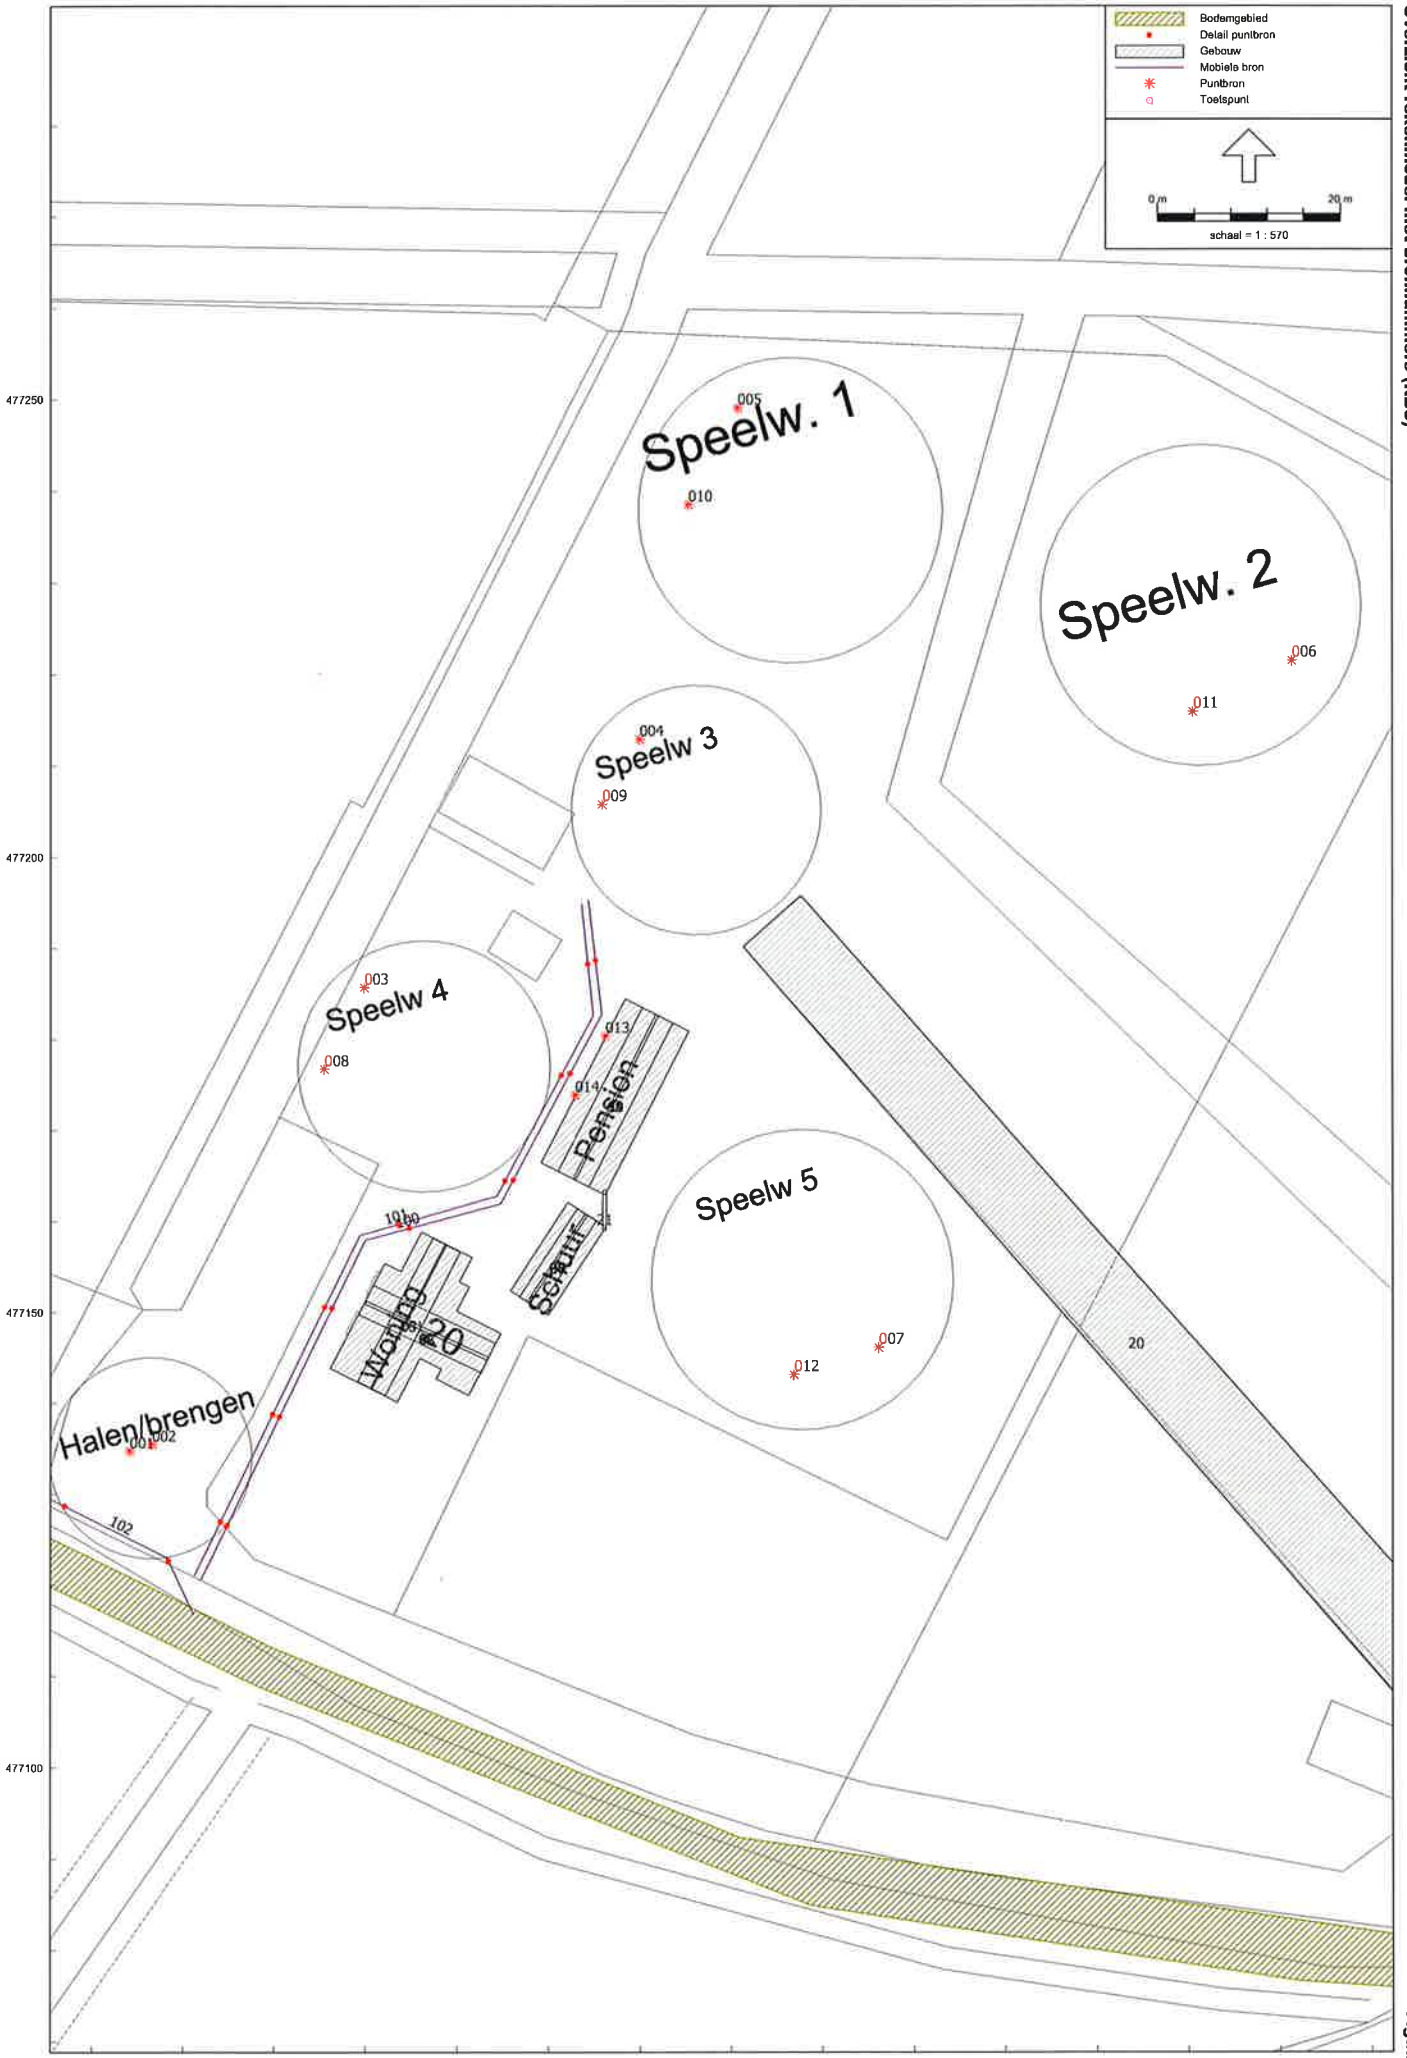 Bodemgebied
Detail puntbron
Gebouw
Mobiele bron
Puntbron
Toetspunt
0 m 20 m
schaal = 1 : 570
477250
005
Speelw. 1
010
Speelw. 2
006
011
004
Speelw 3
009
477200
003
Speelw 4
008
013
014
Pension
Speelw 5
101
100
Schuur
477150
Woning
20
20
007
012
Halen/brengen
001
002
102
477100